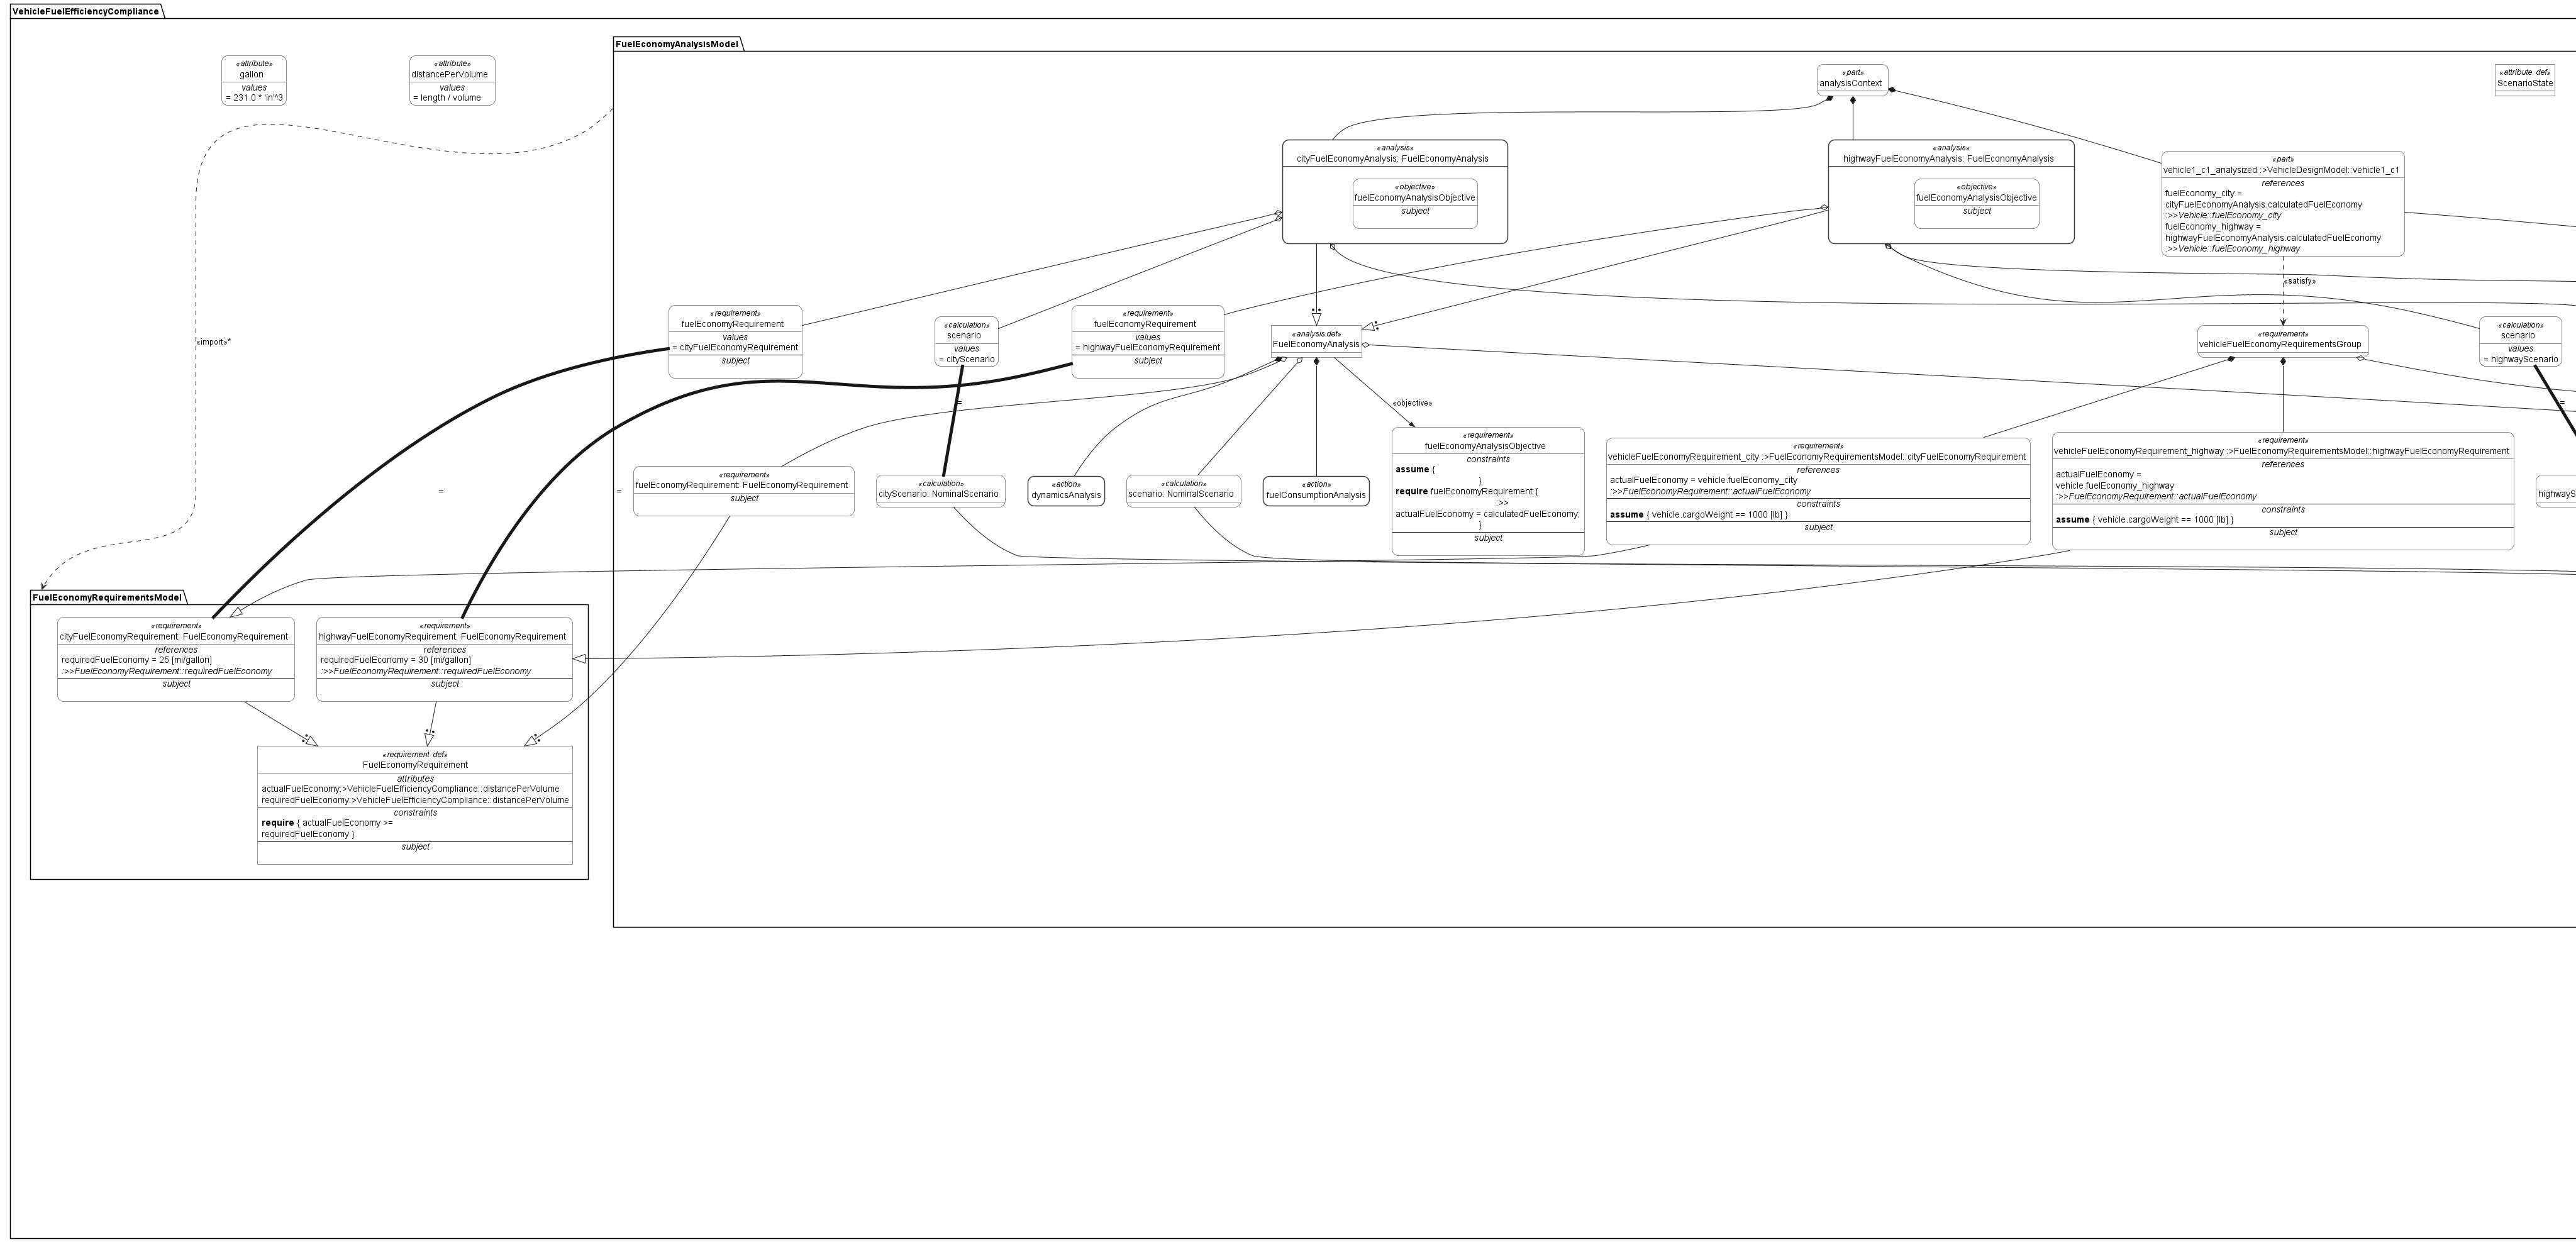 VehicleFuelEfficiencyCompliance
«attribute»
gallon
values
= 231.0 * 'in'^3
«attribute»
distancePerVolume
values
= length / volume
FuelEconomyAnalysisModel
«part»
analysisContext
«attribute def»
ScenarioState
«analysis»
cityFuelEconomyAnalysis: FuelEconomyAnalysis
«objective»
fuelEconomyAnalysisObjective
subject
«analysis»
highwayFuelEconomyAnalysis: FuelEconomyAnalysis
«objective»
fuelEconomyAnalysisObjective
subject
«part»
vehicle1_c1_analysized :>VehicleDesignModel::vehicle1_c1
references
fuelEconomy_city =
cityFuelEconomyAnalysis.calculatedFuelEconomy
:>>Vehicle::fuelEconomy_city
fuelEconomy_highway =
highwayFuelEconomyAnalysis.calculatedFuelEconomy
:>>Vehicle::fuelEconomy_highway
«satisfy»
«import»*
«requirement»
fuelEconomyRequirement
values
= cityFuelEconomyRequirement
subject
«calculation»
scenario
values
= cityScenario
«requirement»
fuelEconomyRequirement
values
= highwayFuelEconomyRequirement
subject
«analysis def»
FuelEconomyAnalysis
«requirement»
vehicleFuelEconomyRequirementsGroup
«calculation»
scenario
values
= highwayScenario
=
«objective»
=
=
=
«requirement»
fuelEconomyRequirement: FuelEconomyRequirement
subject
«calculation»
cityScenario: NominalScenario
«action»
dynamicsAnalysis
«calculation»
scenario: NominalScenario
«action»
fuelConsumptionAnalysis
«requirement»
fuelEconomyAnalysisObjective
constraints
assume {
}
require fuelEconomyRequirement {
:>>
actualFuelEconomy = calculatedFuelEconomy;
}
subject
«requirement»
vehicleFuelEconomyRequirement_city :>FuelEconomyRequirementsModel::cityFuelEconomyRequirement
references
actualFuelEconomy = vehicle.fuelEconomy_city
:>>FuelEconomyRequirement::actualFuelEconomy
constraints
assume { vehicle.cargoWeight == 1000 [lb] }
subject
«requirement»
vehicleFuelEconomyRequirement_highway :>FuelEconomyRequirementsModel::highwayFuelEconomyRequirement
references
actualFuelEconomy =
vehicle.fuelEconomy_highway
:>>FuelEconomyRequirement::actualFuelEconomy
constraints
assume { vehicle.cargoWeight == 1000 [lb] }
subject
highwayS
FuelEconomyRequirementsModel
«requirement»
cityFuelEconomyRequirement: FuelEconomyRequirement
references
requiredFuelEconomy = 25 [mi/gallon]
:>>FuelEconomyRequirement::requiredFuelEconomy
subject
«requirement»
highwayFuelEconomyRequirement: FuelEconomyRequirement
references
requiredFuelEconomy = 30 [mi/gallon]
:>>FuelEconomyRequirement::requiredFuelEconomy
subject
«requirement def»
FuelEconomyRequirement
attributes
actualFuelEconomy:>VehicleFuelEfficiencyCompliance::distancePerVolume
requiredFuelEconomy:>VehicleFuelEfficiencyCompliance::distancePerVolume
constraints
require { actualFuelEconomy >=
requiredFuelEconomy }
subject